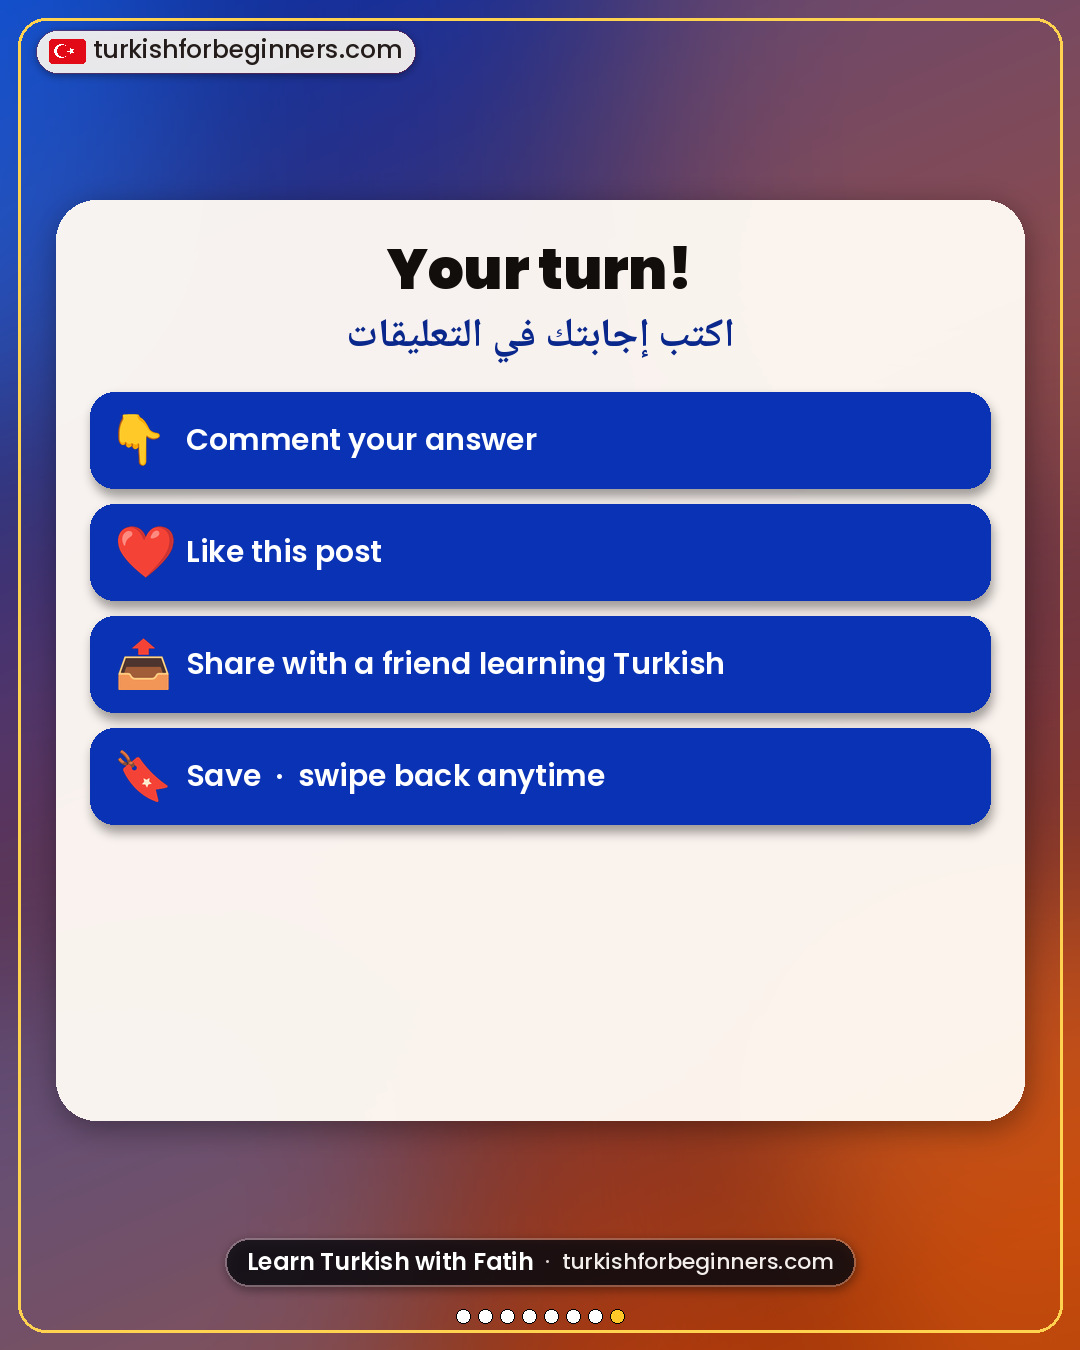 turkishforbeginners.com
Your turn!
اكتب إجابتك في التعليقات
Comment your answer
Like this post
Share with a friend learning Turkish
Save · swipe back anytime
Learn Turkish with Fatih · turkishforbeginners.com